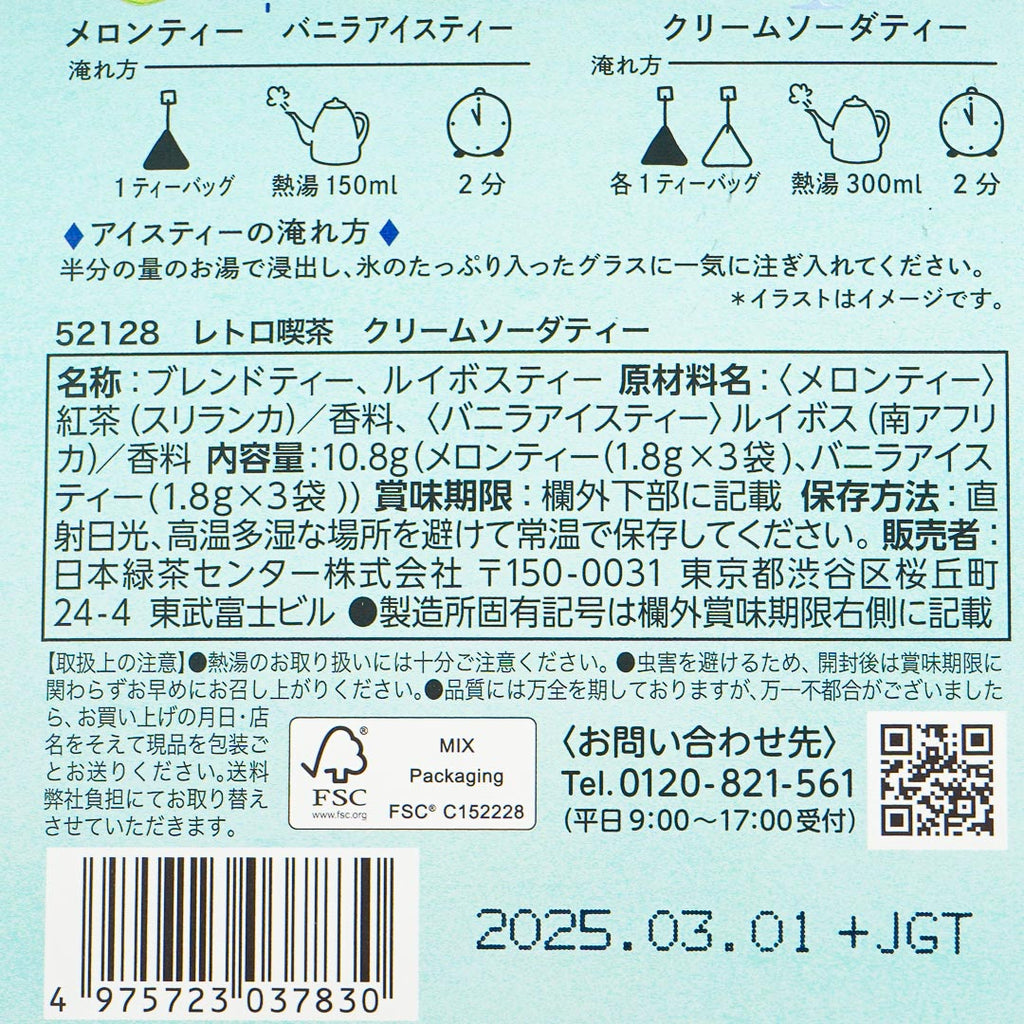 メロンティー　バニラアイスティー
淹れ方
1ティーバッグ　熱湯150ml　2分
クリームソーダティー
淹れ方
各1ティーバッグ　熱湯300ml　2分
♦アイスティーの淹れ方♦
半分の量のお湯で浸出し、氷のたっぷり入ったグラスに一気に注ぎ入れてください。
＊イラストはイメージです。
52128　レトロ喫茶　クリームソーダティー
名称：ブレンドティー、ルイボスティー 原材料名：〈メロンティー〉
紅茶（スリランカ）／香料、〈バニラアイスティー〉ルイボス（南アフリ
カ）／香料 内容量：10.8g（メロンティー（1.8g×3袋）、バニラアイス
ティー（1.8g×3袋）） 賞味期限：欄外下部に記載 保存方法：直
射日光、高温多湿な場所を避けて常温で保存してください。 販売者：
日本緑茶センター株式会社 〒150-0031 東京都渋谷区桜丘町
24-4 東武富士ビル ●製造所固有記号は欄外賞味期限右側に記載
【取扱上の注意】●熱湯のお取り扱いには十分ご注意ください。●虫害を避けるため、開封後は賞味期限に
関わらずお早めにお召し上がりください。●品質には万全を期しておりますが、万一不都合がございました
ら、お買い上げの月日・店
名をそえて現品を包装ご
とお送りください。送料
弊社負担にてお取り替え
させていただきます。
®
FSC
www.fsc.org
MIX
Packaging
FSC® C152228
〈お問い合わせ先〉
Tel.0120-821-561
（平日9:00〜17:00受付）
4 975723 037830
2025.03.01 +JGT